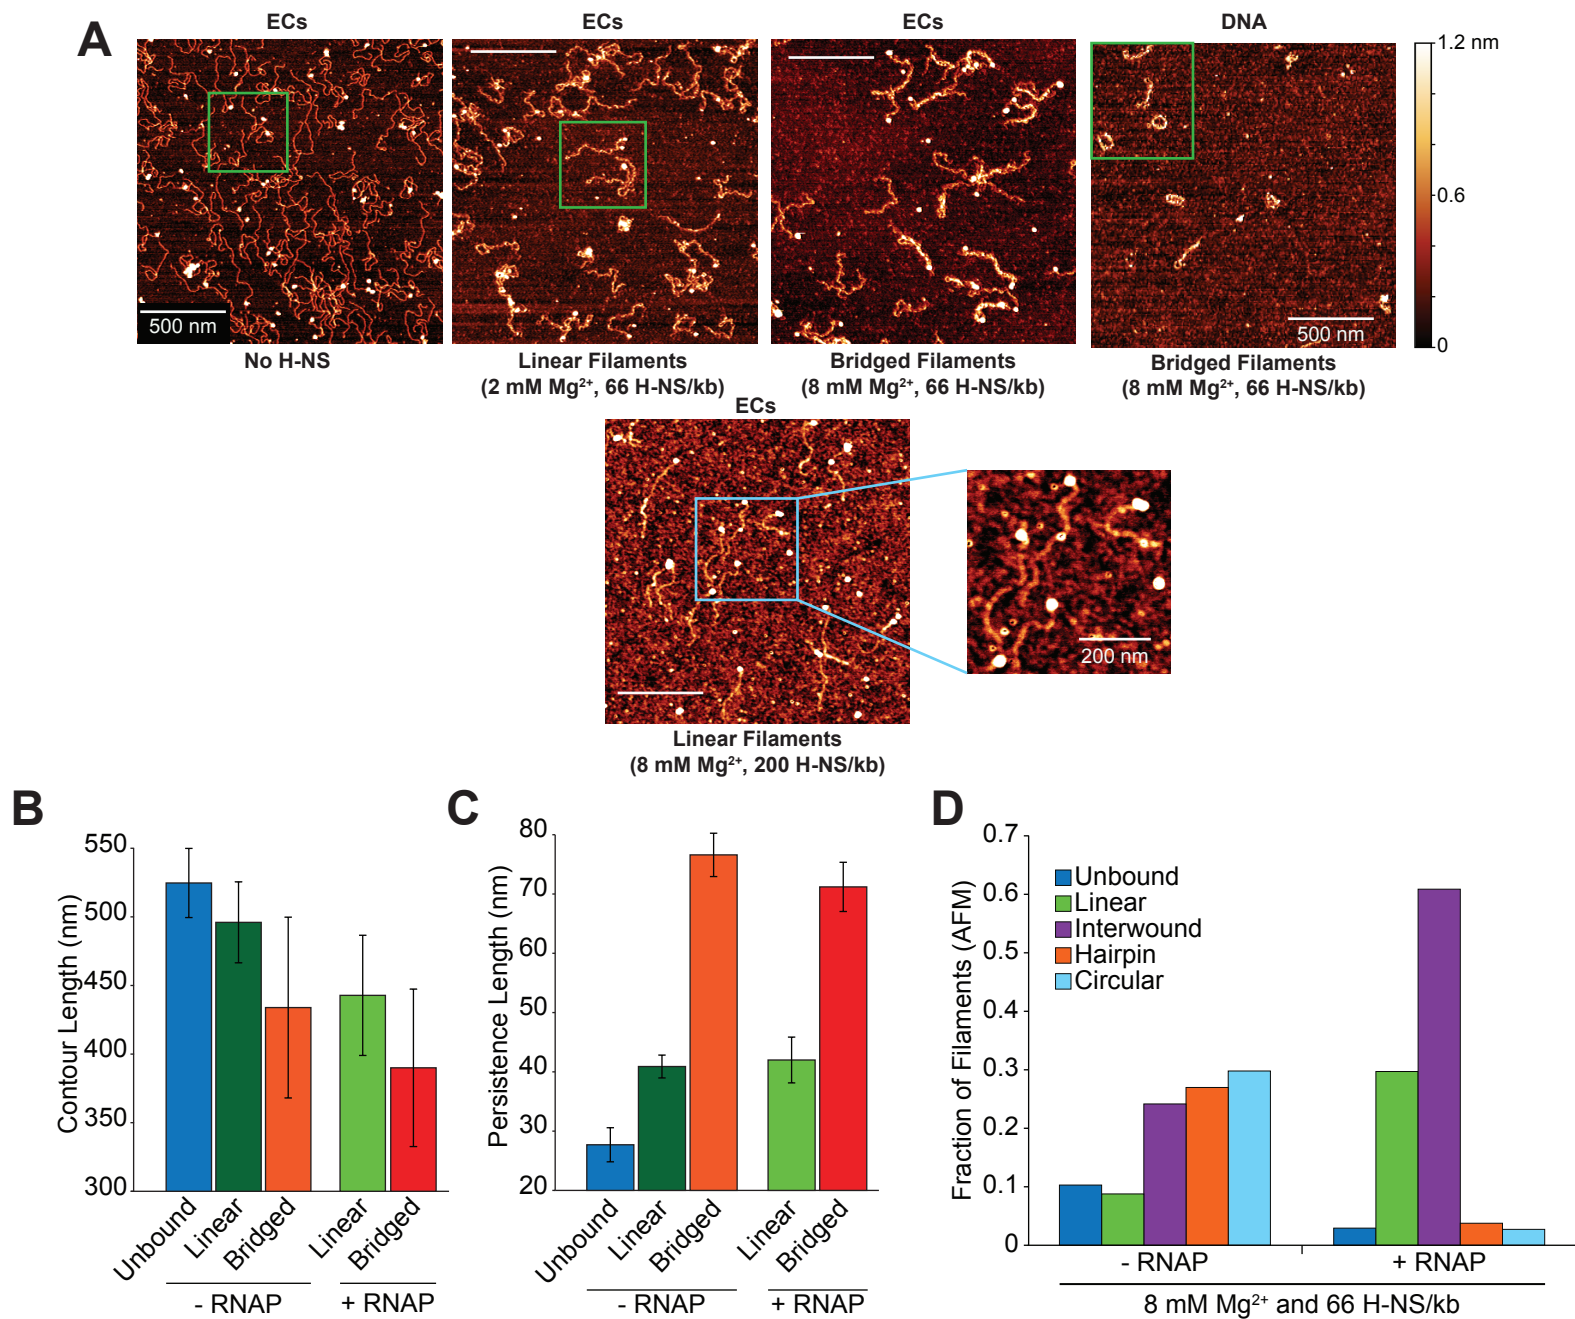 A
ECs
ECs
ECs
DNA
1.2 nm
0.6
0
500 nm
500 nm
No H-NS
Linear Filaments
(2 mM Mg²⁺, 66 H-NS/kb)
Bridged Filaments
(8 mM Mg²⁺, 66 H-NS/kb)
Bridged Filaments
(8 mM Mg²⁺, 66 H-NS/kb)
ECs
200 nm
Linear Filaments
(8 mM Mg²⁺, 200 H-NS/kb)
B
Contour Length (nm)
550
500
450
400
350
300
Unbound
Linear
Bridged
Linear
Bridged
- RNAP
+ RNAP
C
Persistence Length (nm)
80
70
60
50
40
30
20
Unbound
Linear
Bridged
Linear
Bridged
- RNAP
+ RNAP
D
Fraction of Filaments (AFM)
0.7
0.6
0.5
0.4
0.3
0.2
0.1
0
Unbound
Linear
Interwound
Hairpin
Circular
- RNAP
+ RNAP
8 mM Mg²⁺ and 66 H-NS/kb